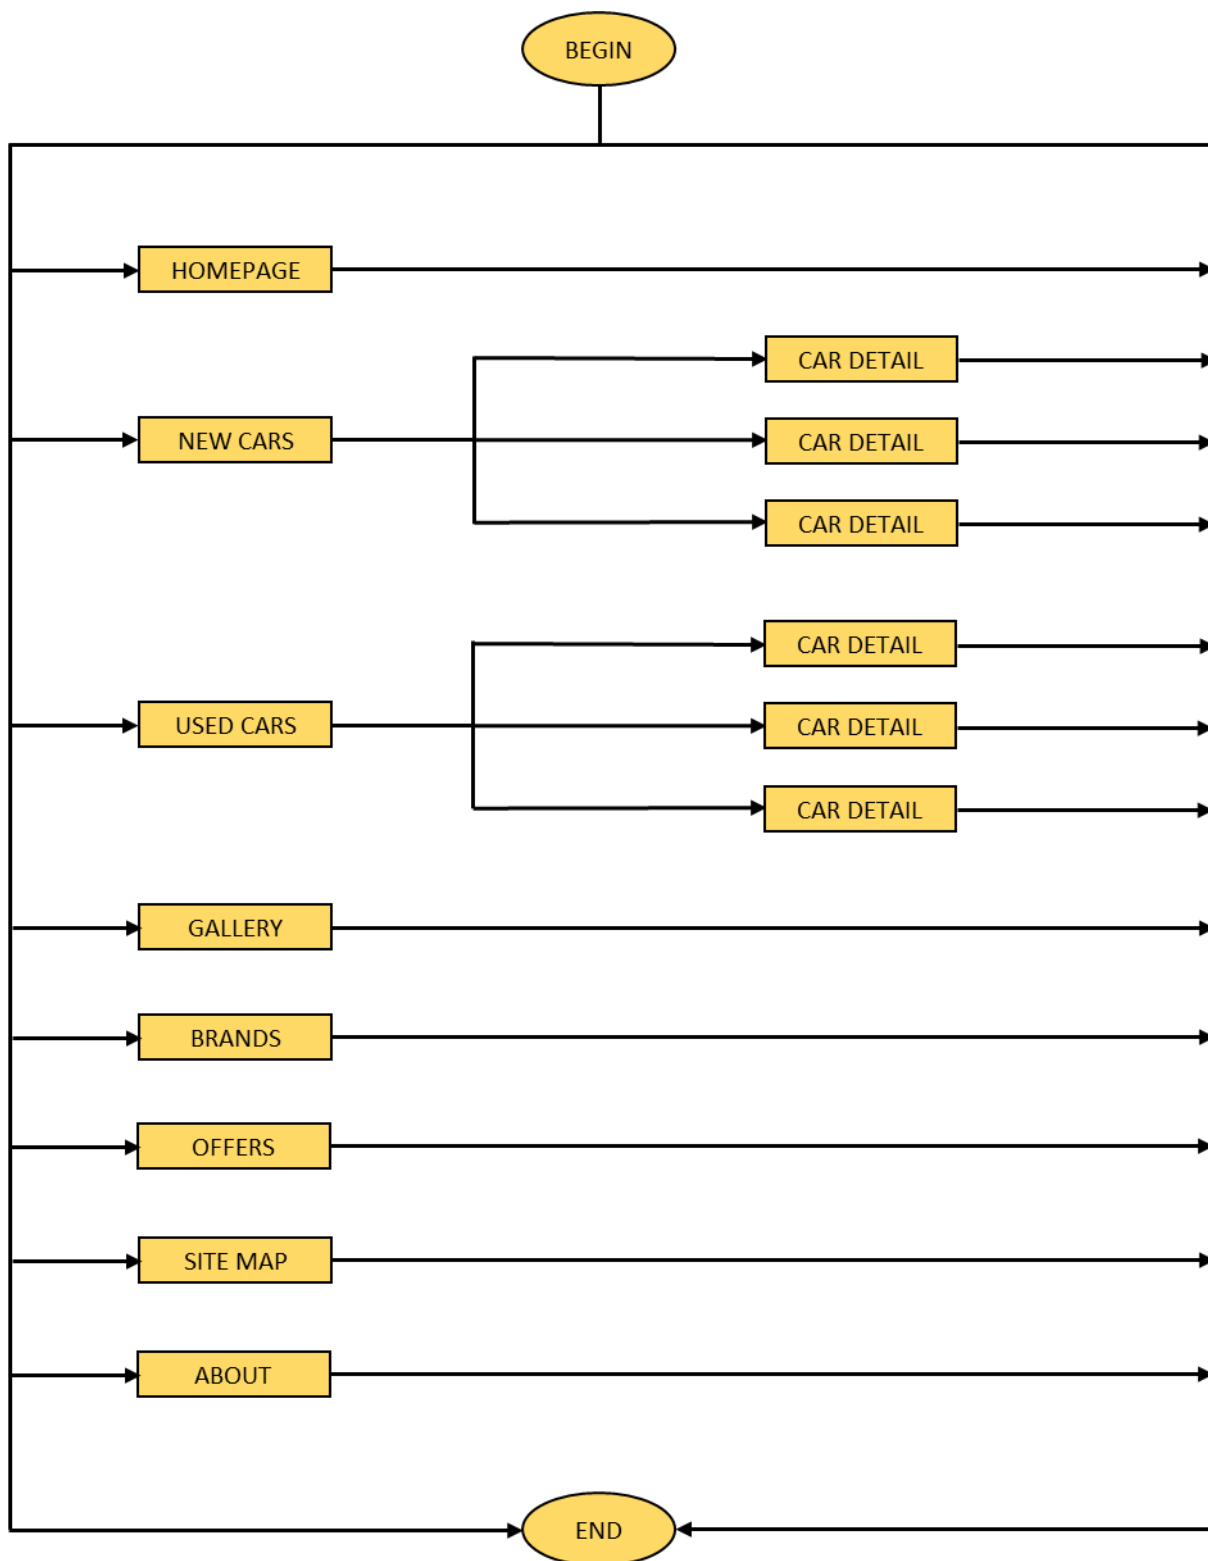 BEGIN
HOMEPAGE
CAR DETAIL
NEW CARS
CAR DETAIL
CAR DETAIL
CAR DETAIL
USED CARS
CAR DETAIL
CAR DETAIL
GALLERY
BRANDS
OFFERS
SITE MAP
ABOUT
END